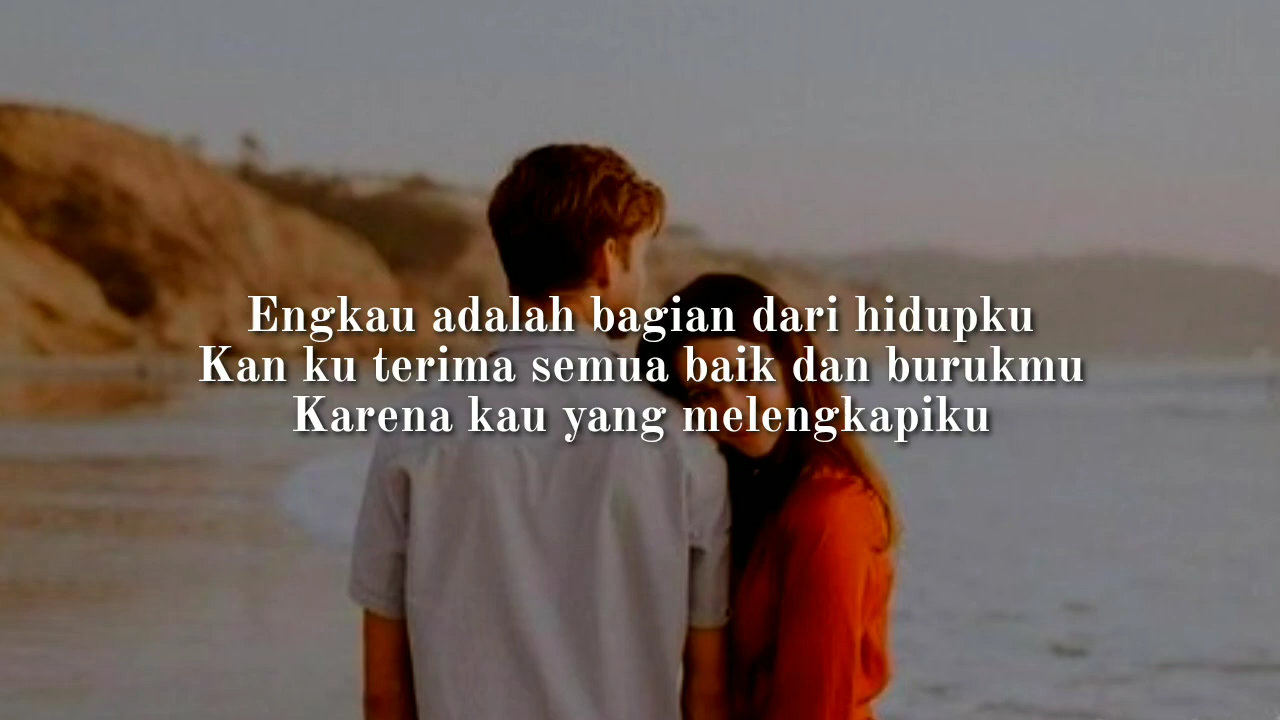 Engkau adalah bagian dari hidupku
Kan ku terima semua baik dan burukmu
Karena kau yang melengkapiku